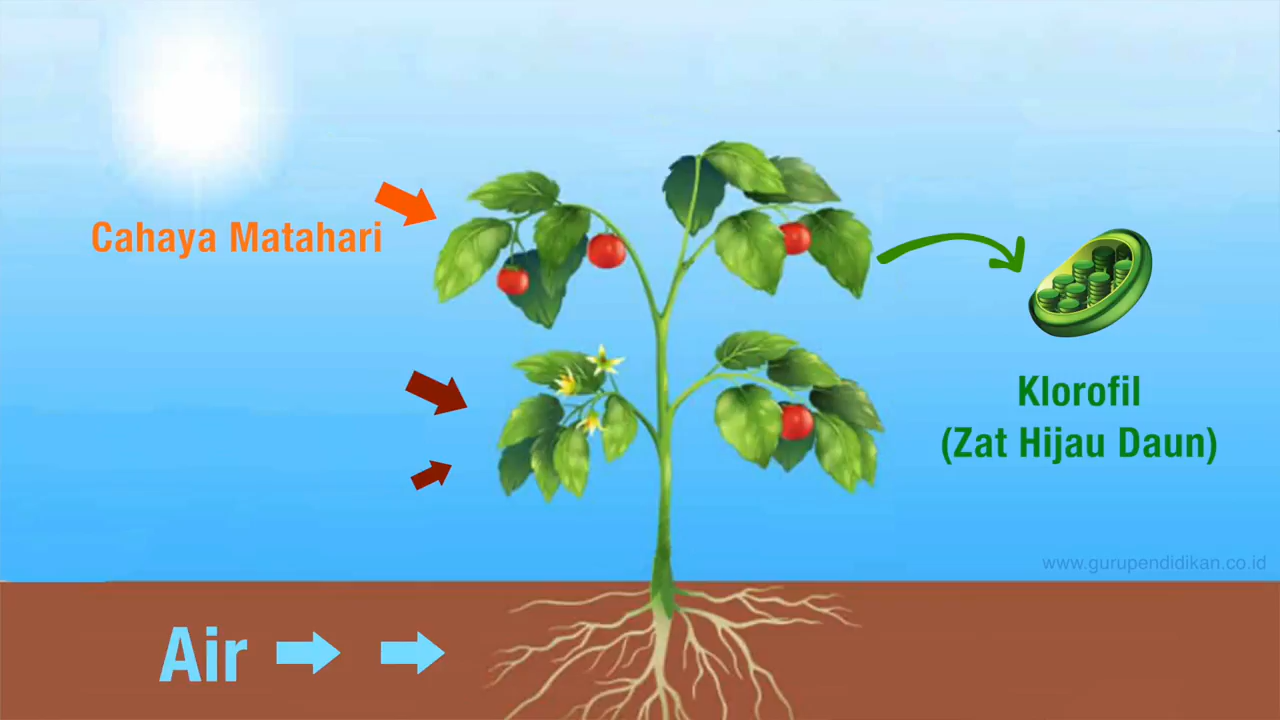 Cahaya Matahari
Klorofil
(Zat Hijau Daun)
www.gurupendidikan.co.id
Air